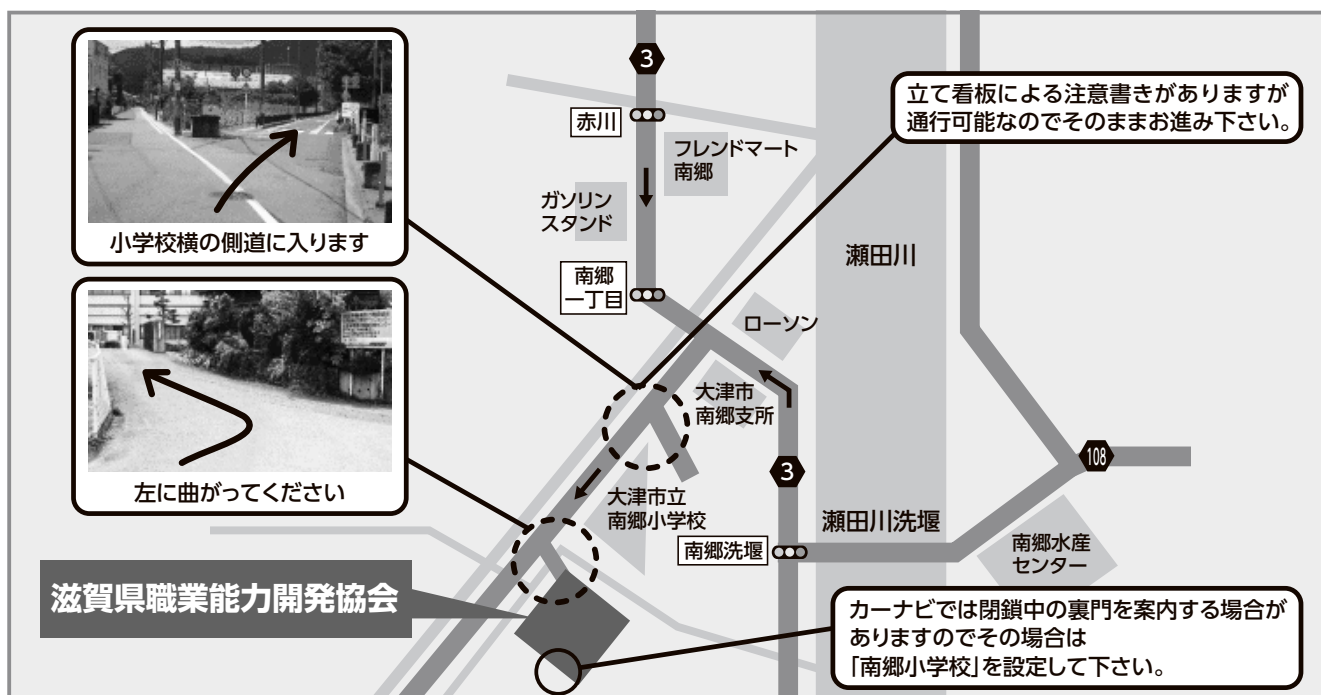 小学校横の側道に入ります
左に曲がってください
滋賀県職業能力開発協会
3
赤川
フレンドマート
南郷
ガソリン
スタンド
南郷
一丁目
ローソン
瀬田川
立て看板による注意書きがありますが
通行可能なのでそのままお進み下さい。
大津市
南郷支所
大津市立
南郷小学校
3
108
瀬田川洗堰
南郷洗堰
南郷水産
センター
カーナビでは閉鎖中の裏門を案内する場合が
ありますのでその場合は
「南郷小学校」を設定して下さい。